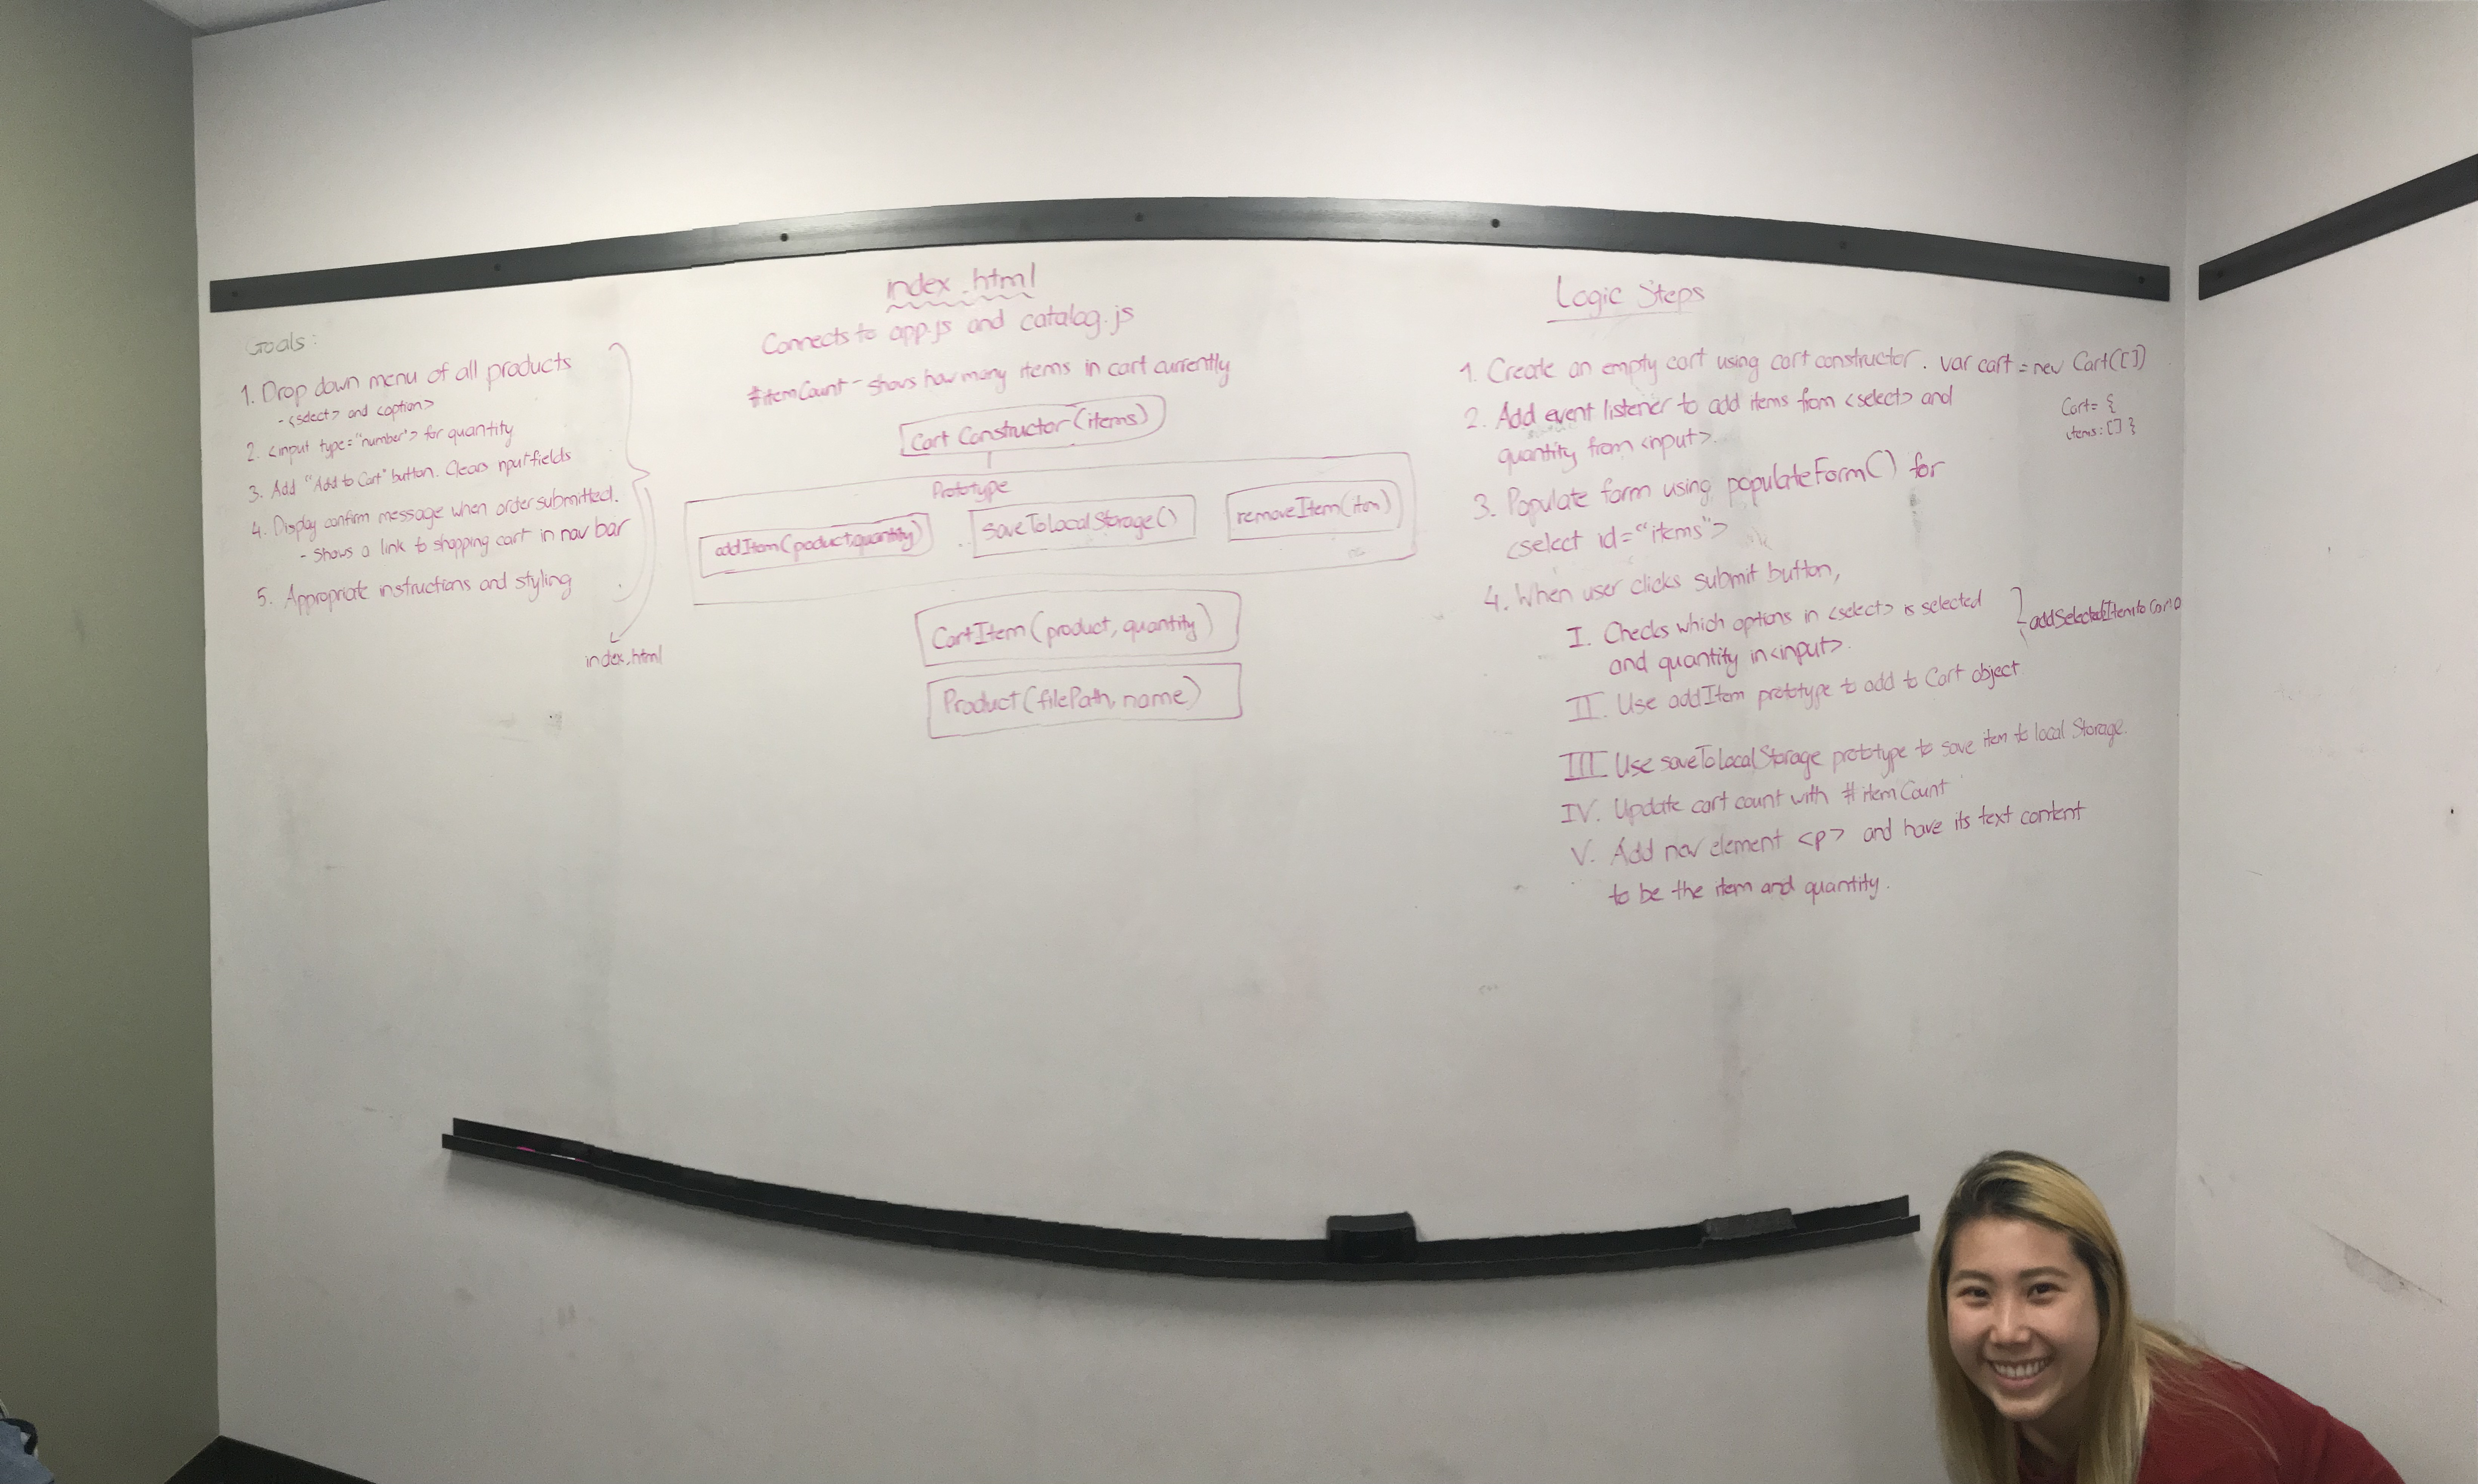 Goals:
1. Drop down menu of all products
- <select> and <option>
2. <input type="number"> for quantity
3. Add "Add to Cart" button. Clears input fields
4. Display confirm message when order submitted.
- Shows a link to shopping cart in nav bar
5. Appropriate instructions and styling
index.html
index.html
Connects to app.js and catalog.js
#itemCount - shows how many items in cart currently
Cart Constructor (items)
Prototype
addItem(product,quantity)
saveToLocalStorage()
removeItem(item)
CartItem(product, quantity)
Product(filePath, name)
Logic Steps
1. Create an empty cart using cart constructor. var cart = new Cart([])
Cart = {
items: [] }
2. Add event listener to add items from <select> and
quantity from <input>.
3. Populate form using populateForm() for
<select id="items">
4. When user clicks submit button,
I. Checks which options in <select> is selected
and quantity in <input>.
addSelectedItemToCart()
II. Use addItem prototype to add to Cart object
III. Use saveToLocalStorage prototype to save item to local Storage.
IV. Update cart count with #itemCount
V. Add new element <p> and have its text content
to be the item and quantity.